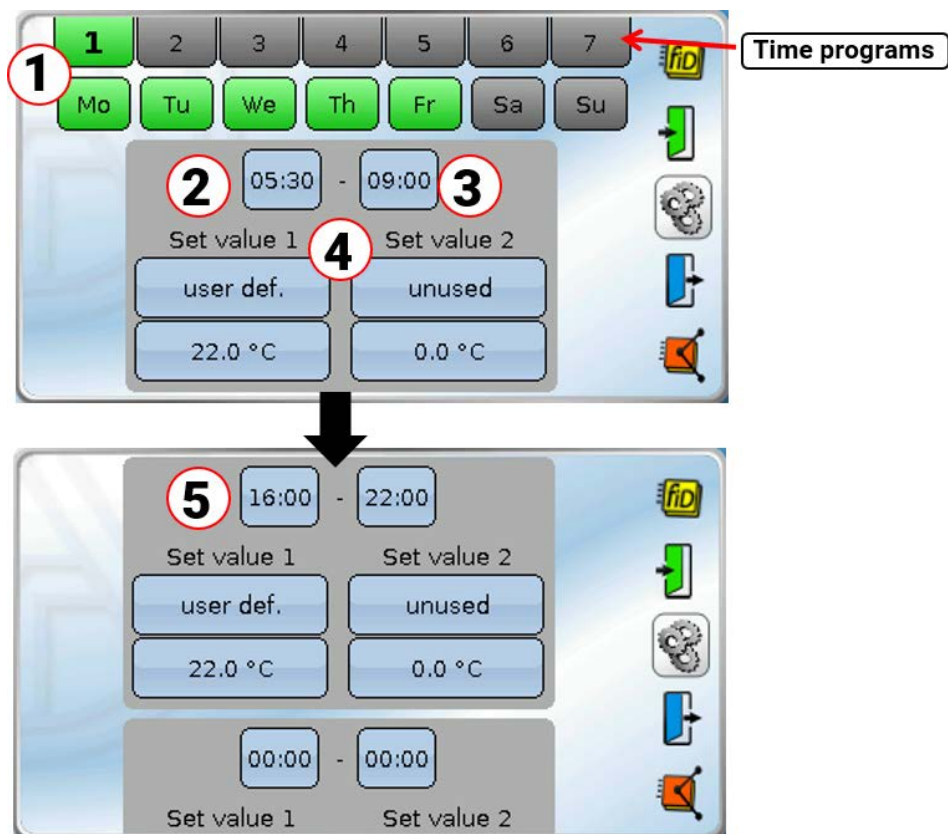 1 2 3 4 5 6 7
Time programs
fiD
1
Mo Tu We Th Fr Sa Su
2 05:30 - 09:00 3
Set value 1 4 Set value 2
user def. unused
22.0 °C 0.0 °C
5 16:00 - 22:00
fiD
Set value 1 Set value 2
user def. unused
22.0 °C 0.0 °C
00:00 - 00:00
Set value 1 Set value 2